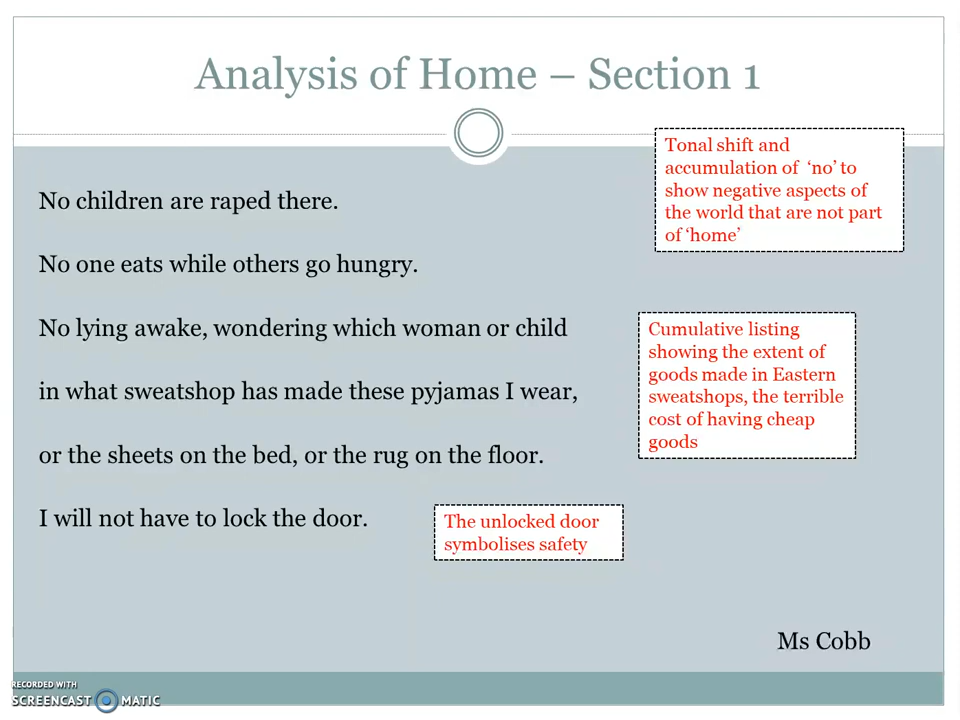 Analysis of Home – Section 1
Tonal shift and
accumulation of ‘no’ to
show negative aspects of
the world that are not part
of ‘home’
No children are raped there.
No one eats while others go hungry.
No lying awake, wondering which woman or child
in what sweatshop has made these pyjamas I wear,
or the sheets on the bed, or the rug on the floor.
I will not have to lock the door.
Cumulative listing
showing the extent of
goods made in Eastern
sweatshops, the terrible
cost of having cheap
goods
The unlocked door
symbolises safety
Ms Cobb
RECORDED WITH
SCREENCAST MATIC